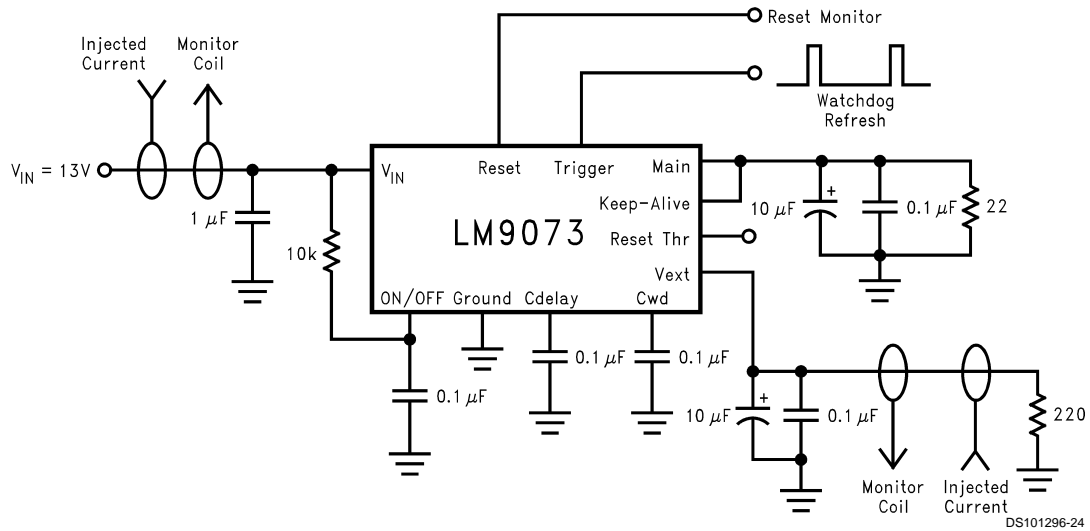 Reset Monitor
Injected
Current
Monitor
Coil
Watchdog
Refresh
VIN = 13V
VIN
Reset
Trigger
Main
Keep-Alive
LM9073
Reset Thr
Vext
ON/OFF
Ground
Cdelay
Cwd
1 µF
10k
10 µF
+
0.1 µF
22
0.1 µF
0.1 µF
0.1 µF
10 µF
+
0.1 µF
220
Monitor
Coil
Injected
Current
DS101296-24